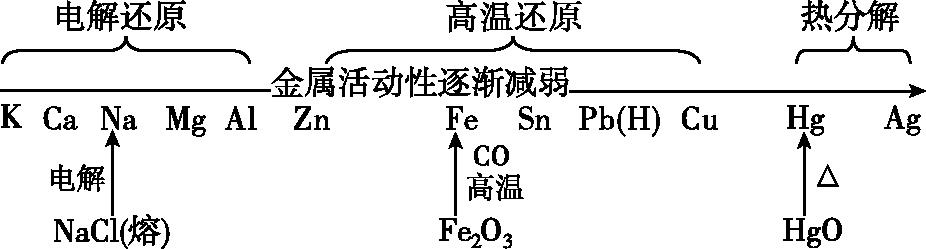 电解还原 高温还原 热分解
金属活动性逐渐减弱
K Ca Na Mg Al Zn Fe Sn Pb(H) Cu Hg Ag
电解 CO 高温 △
NaCl(熔) Fe₂O₃ HgO